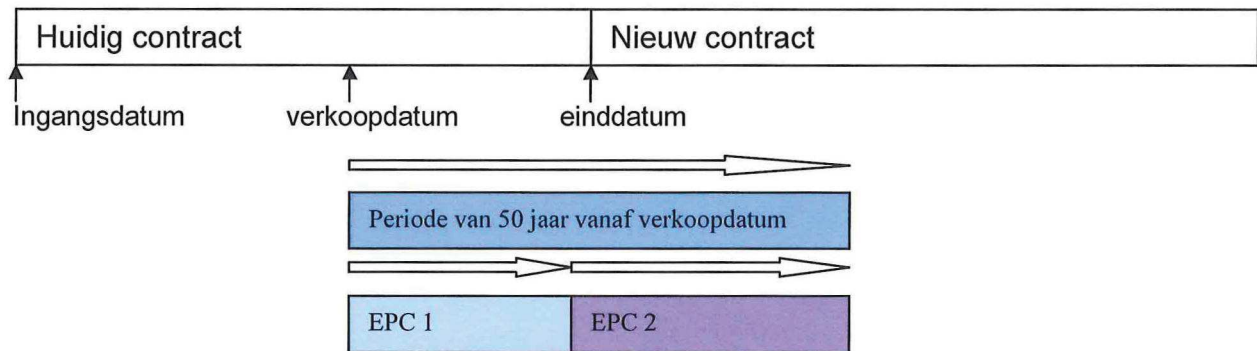 Huidig contract Nieuw contract
Ingangsdatum verkoopdatum einddatum
Periode van 50 jaar vanaf verkoopdatum
EPC 1 EPC 2